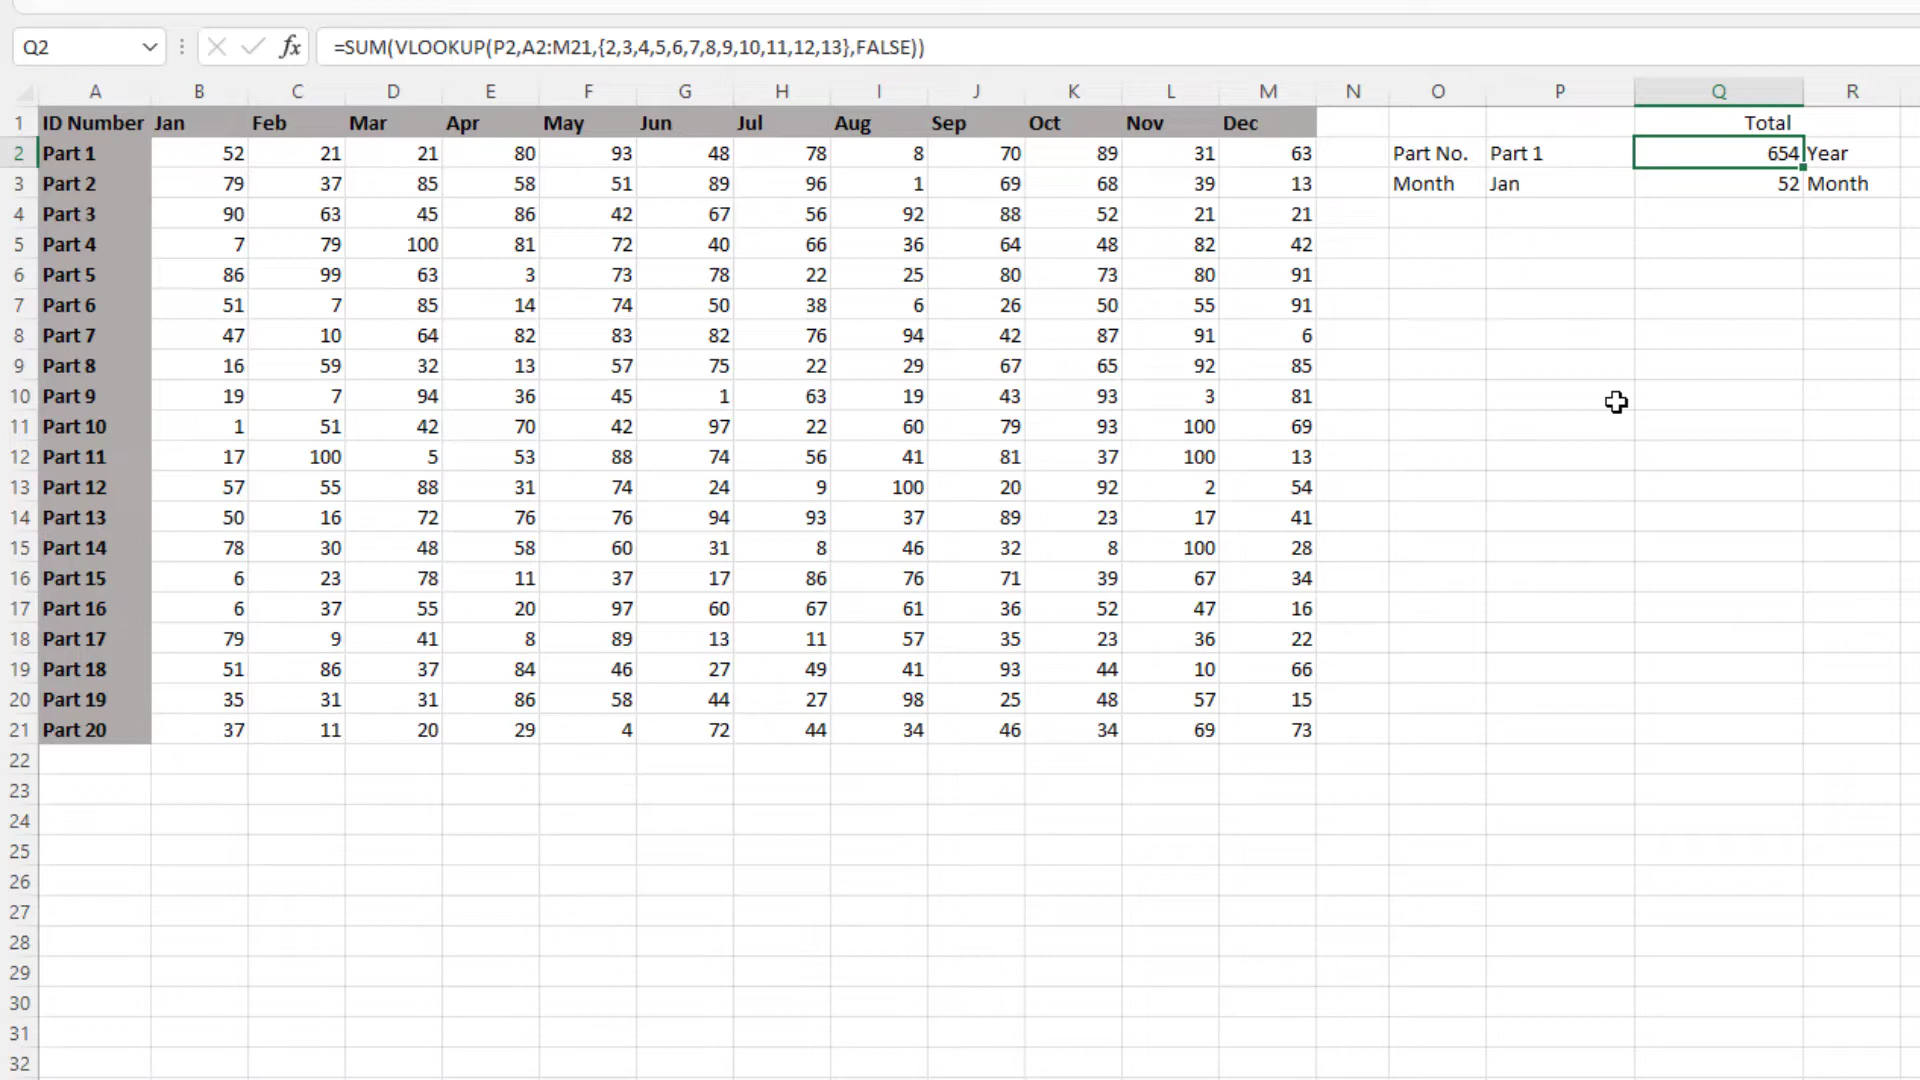 Q2 fx =SUM(VLOOKUP(P2,A2:M21,{2,3,4,5,6,7,8,9,10,11,12,13},FALSE))
A B C D E F G H I J K L M N O P Q R
1 ID Number Jan Feb Mar Apr May Jun Jul Aug Sep Oct Nov Dec Total
2 Part 1 52 21 21 80 93 48 78 8 70 89 31 63 Part No. Part 1 654 Year
3 Part 2 79 37 85 58 51 89 96 1 69 68 39 13 Month Jan 52 Month
4 Part 3 90 63 45 86 42 67 56 92 88 52 21 21
5 Part 4 7 79 100 81 72 40 66 36 64 48 82 42
6 Part 5 86 99 63 3 73 78 22 25 80 73 80 91
7 Part 6 51 7 85 14 74 50 38 6 26 50 55 91
8 Part 7 47 10 64 82 83 82 76 94 42 87 91 6
9 Part 8 16 59 32 13 57 75 22 29 67 65 92 85
10 Part 9 19 7 94 36 45 1 63 19 43 93 3 81
11 Part 10 1 51 42 70 42 97 22 60 79 93 100 69
12 Part 11 17 100 5 53 88 74 56 41 81 37 100 13
13 Part 12 57 55 88 31 74 24 9 100 20 92 2 54
14 Part 13 50 16 72 76 76 94 93 37 89 23 17 41
15 Part 14 78 30 48 58 60 31 8 46 32 8 100 28
16 Part 15 6 23 78 11 37 17 86 76 71 39 67 34
17 Part 16 6 37 55 20 97 60 67 61 36 52 47 16
18 Part 17 79 9 41 8 89 13 11 57 35 23 36 22
19 Part 18 51 86 37 84 46 27 49 41 93 44 10 66
20 Part 19 35 31 31 86 58 44 27 98 25 48 57 15
21 Part 20 37 11 20 29 4 72 44 34 46 34 69 73
22
23
24
25
26
27
28
29
30
31
32